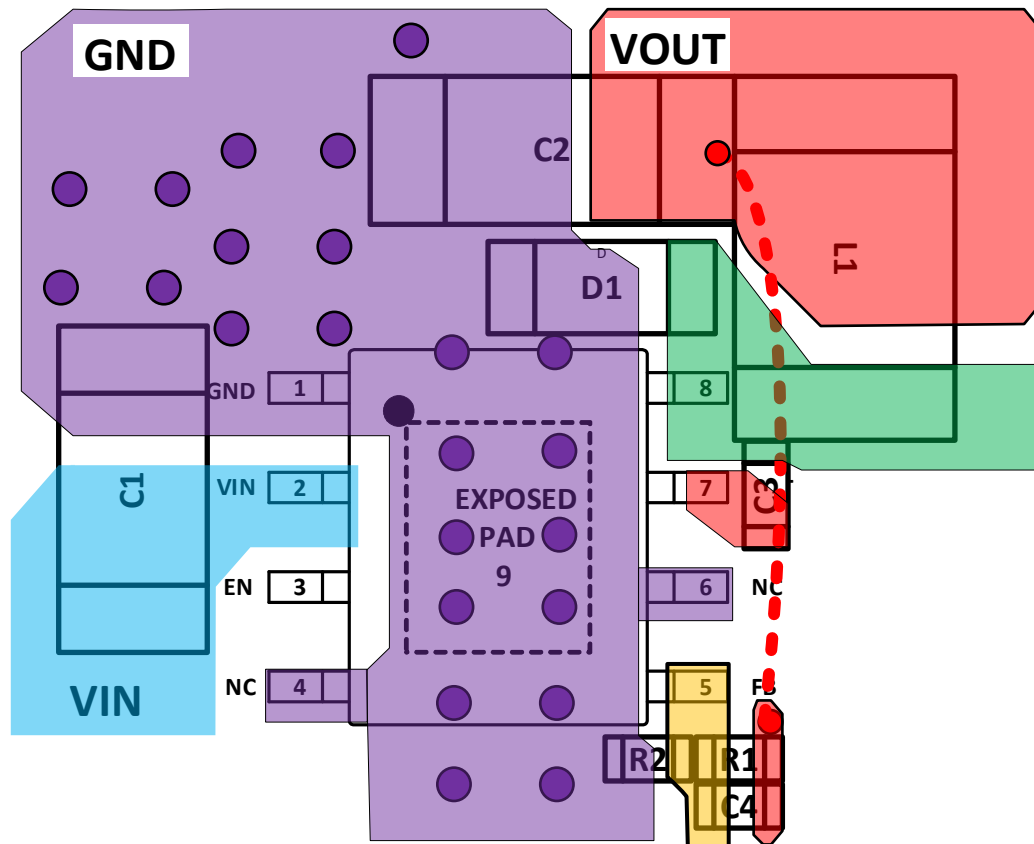 GND
VOUT
C2
D
D1
L1
GND 1
8
VIN 2
7
C1
C3
EXPOSED
PAD
9
EN 3
6 NC
NC 4
5 FB
VIN
R2
R1
C4